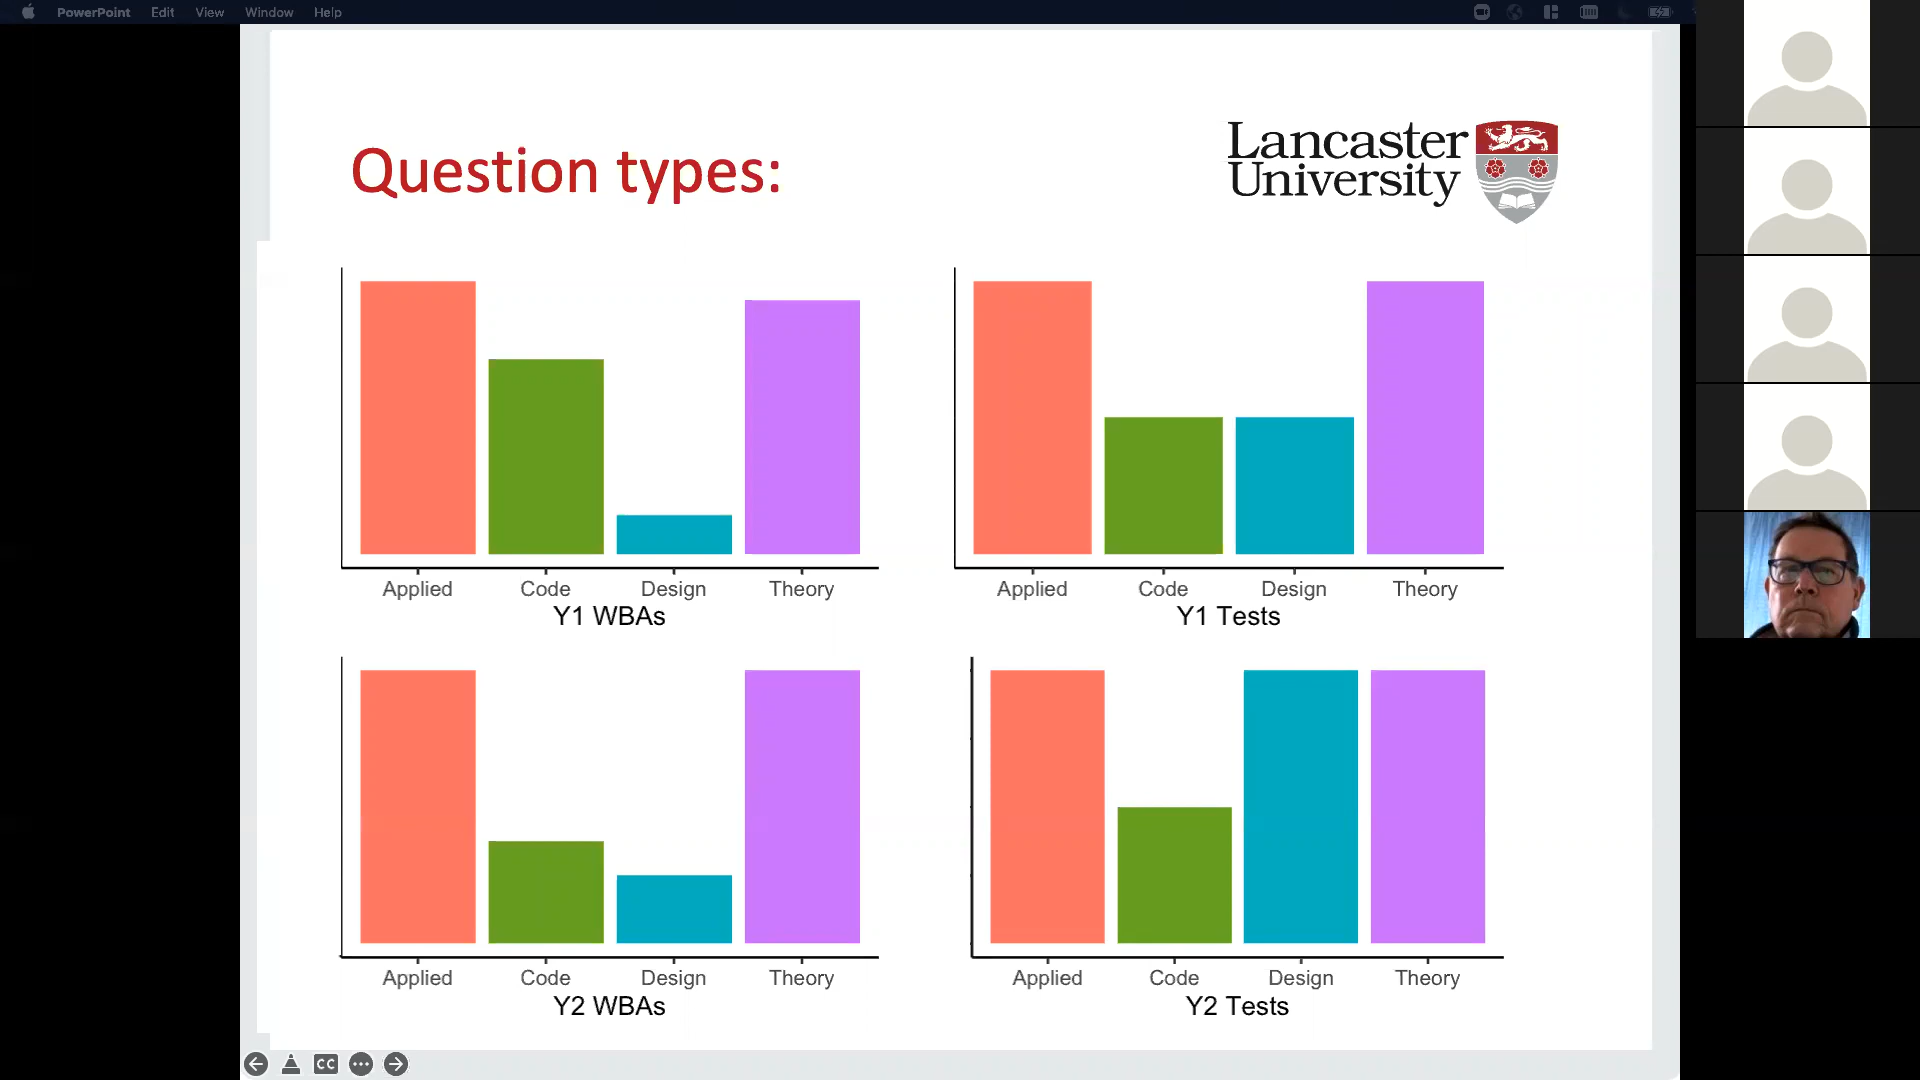 PowerPoint Edit View Window Help
Question types:
Lancaster
University
Applied Code Design Theory
Y1 WBAs
Applied Code Design Theory
Y1 Tests
Applied Code Design Theory
Y2 WBAs
Applied Code Design Theory
Y2 Tests
CC